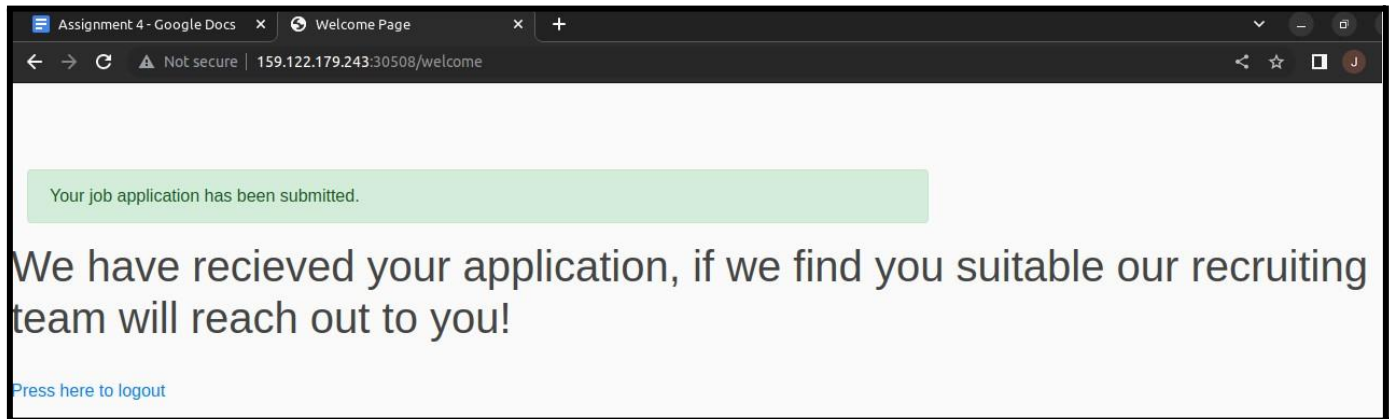 Assignment 4 - Google Docs
Welcome Page
Not secure | 159.122.179.243:30508/welcome
J
Your job application has been submitted.
We have recieved your application, if we find you suitable our recruiting
team will reach out to you!
Press here to logout